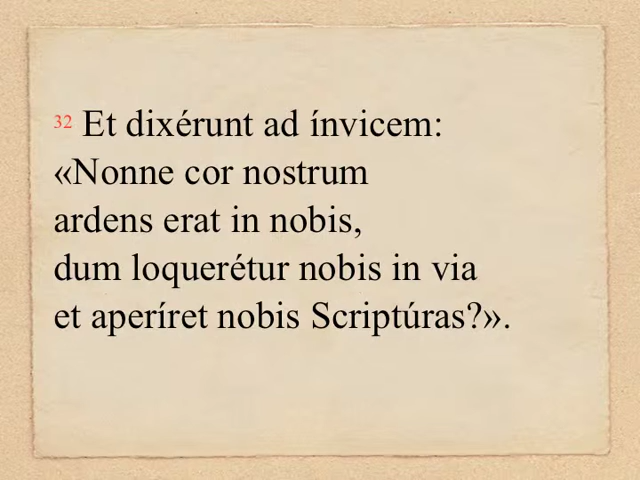 32 Et dixérunt ad ínvicem:
«Nonne cor nostrum
ardens erat in nobis,
dum loquerétur nobis in via
et aperíret nobis Scriptúras?».